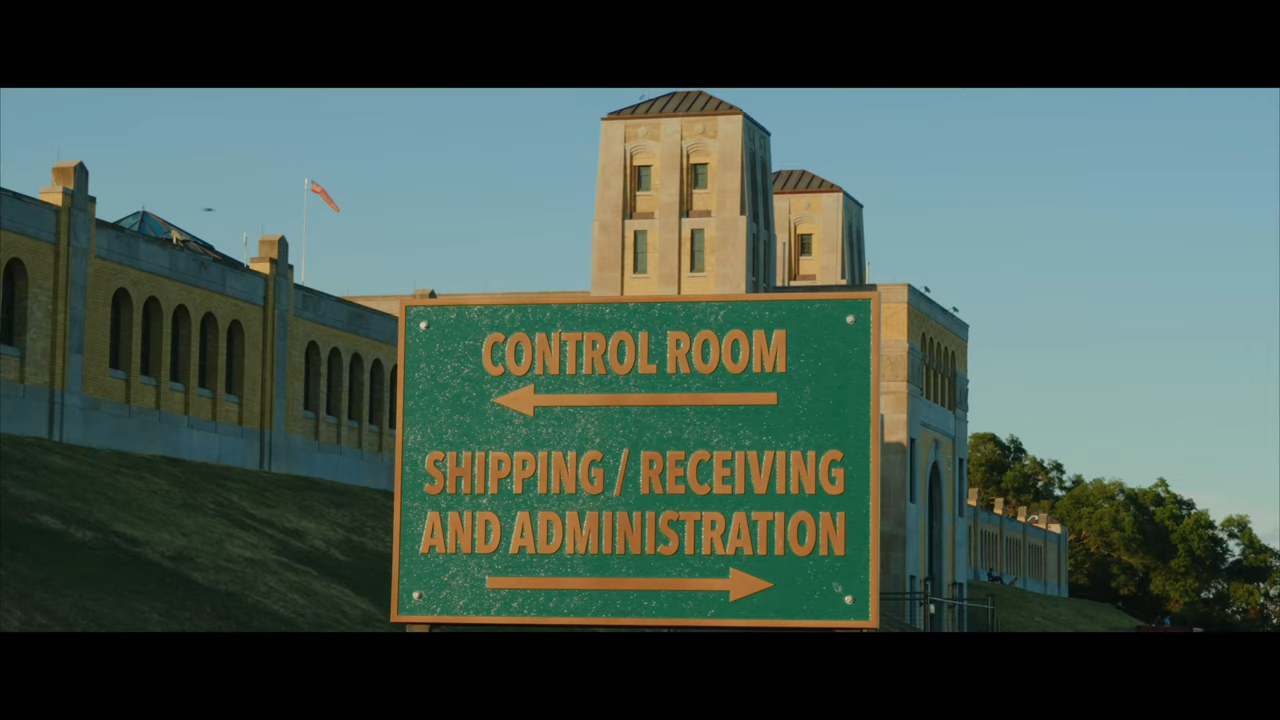 CONTROL ROOM
SHIPPING / RECEIVING
AND ADMINISTRATION